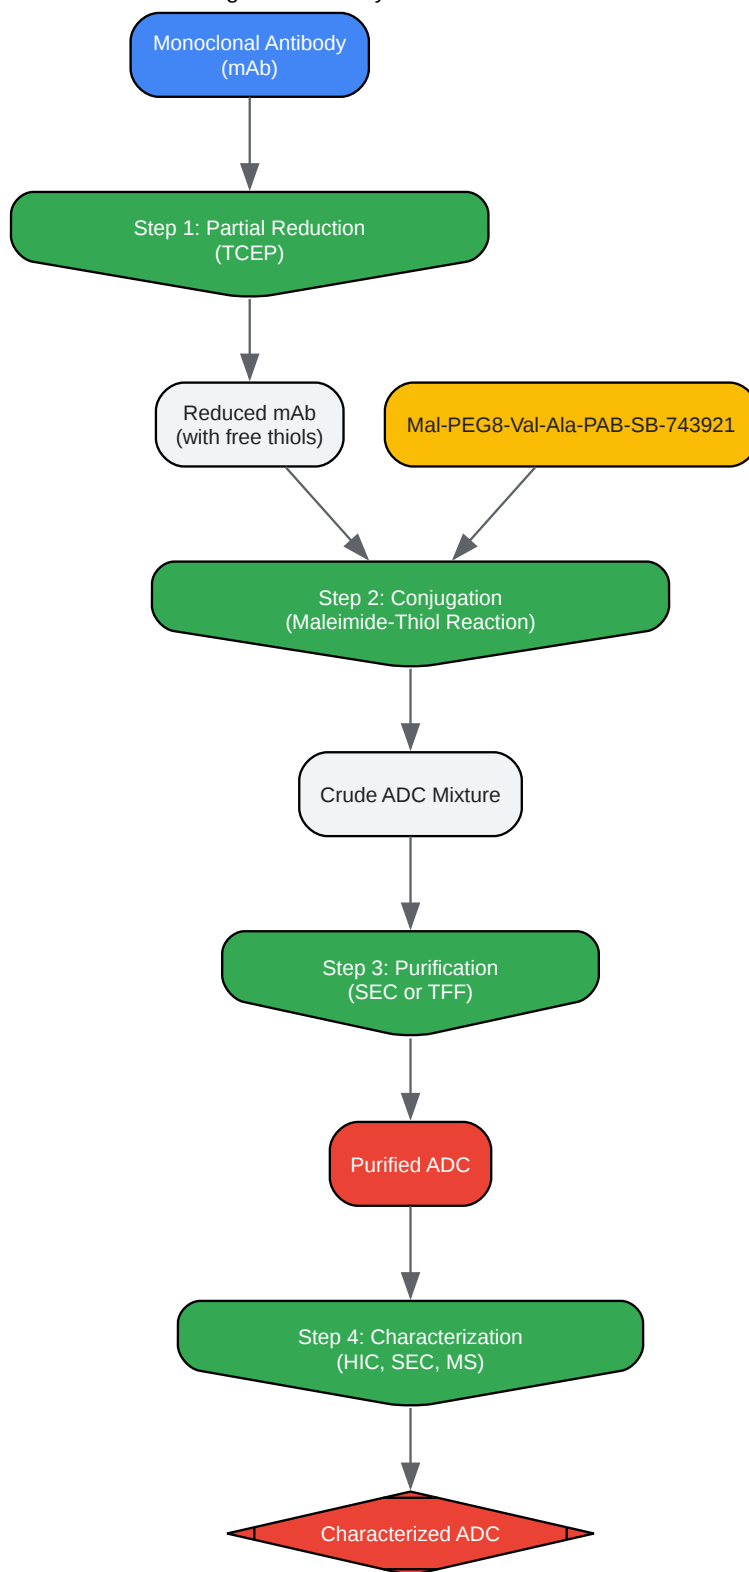 Monoclonal Antibody
(mAb)
Step 1: Partial Reduction
(TCEP)
Reduced mAb
(with free thiols)
Mal-PEG8-Val-Ala-PAB-SB-743921
Step 2: Conjugation
(Maleimide-Thiol Reaction)
Crude ADC Mixture
Step 3: Purification
(SEC or TFF)
Purified ADC
Step 4: Characterization
(HIC, SEC, MS)
Characterized ADC